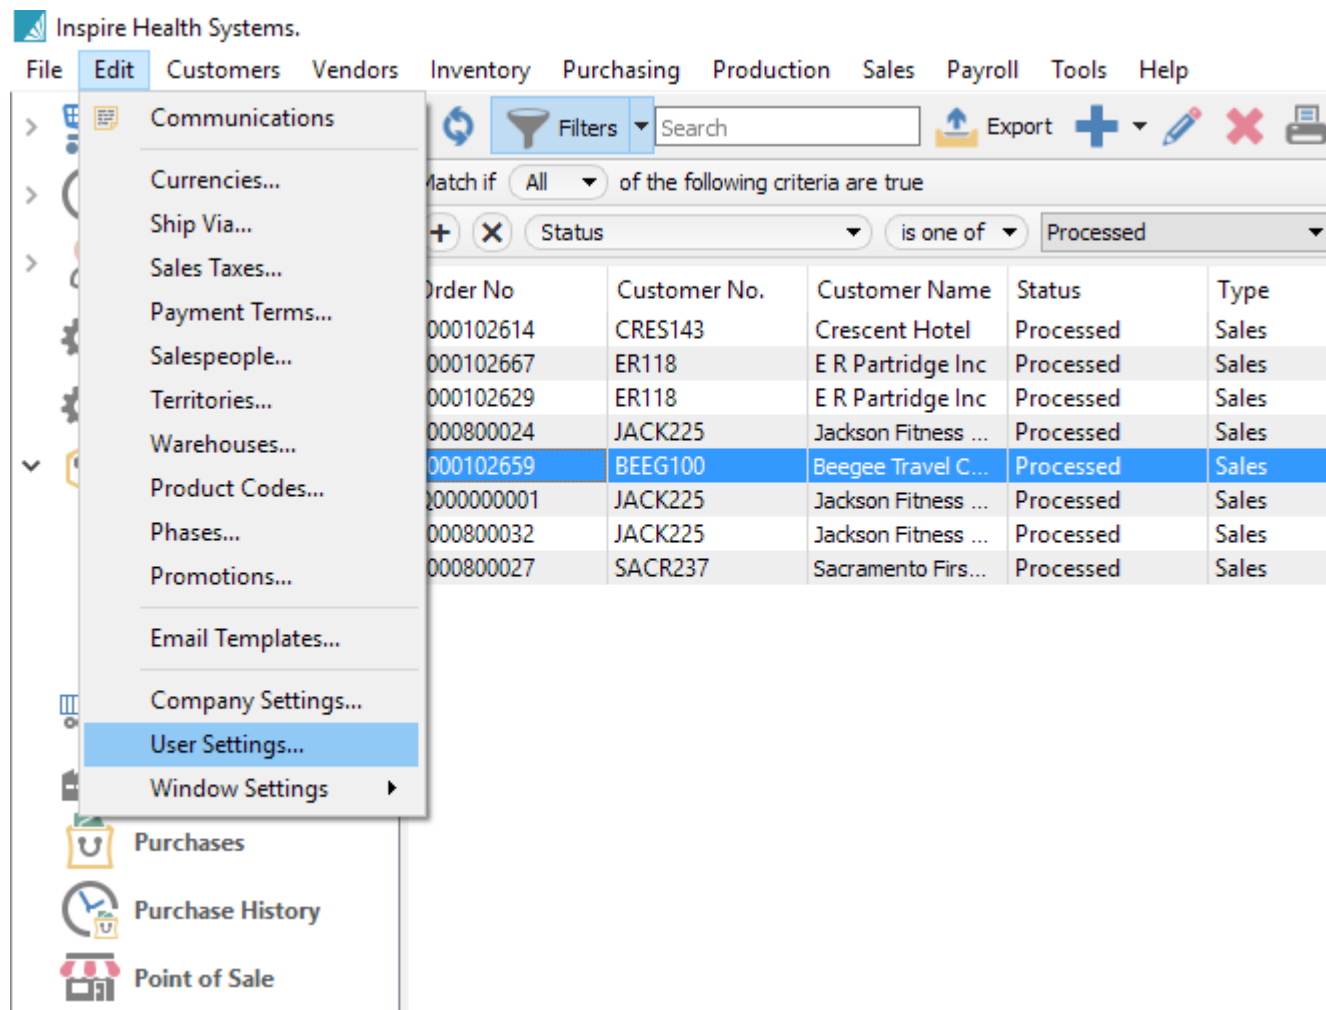 Inspire Health Systems.
File Edit Customers Vendors Inventory Purchasing Production Sales Payroll Tools Help
Communications
Currencies...
Ship Via...
Sales Taxes...
Payment Terms...
Salespeople...
Territories...
Warehouses...
Product Codes...
Phases...
Promotions...
Email Templates...
Company Settings...
User Settings...
Window Settings
Purchases
Purchase History
Point of Sale
Filters Search Export
Match if All of the following criteria are true
Status is one of Processed
Order No Customer No. Customer Name Status Type
000102614 CRES143 Crescent Hotel Processed Sales
000102667 ER118 E R Partridge Inc Processed Sales
000102629 ER118 E R Partridge Inc Processed Sales
000800024 JACK225 Jackson Fitness ... Processed Sales
000102659 BEEG100 Beegee Travel C... Processed Sales
Q000000001 JACK225 Jackson Fitness ... Processed Sales
000800032 JACK225 Jackson Fitness ... Processed Sales
000800027 SACR237 Sacramento Firs... Processed Sales